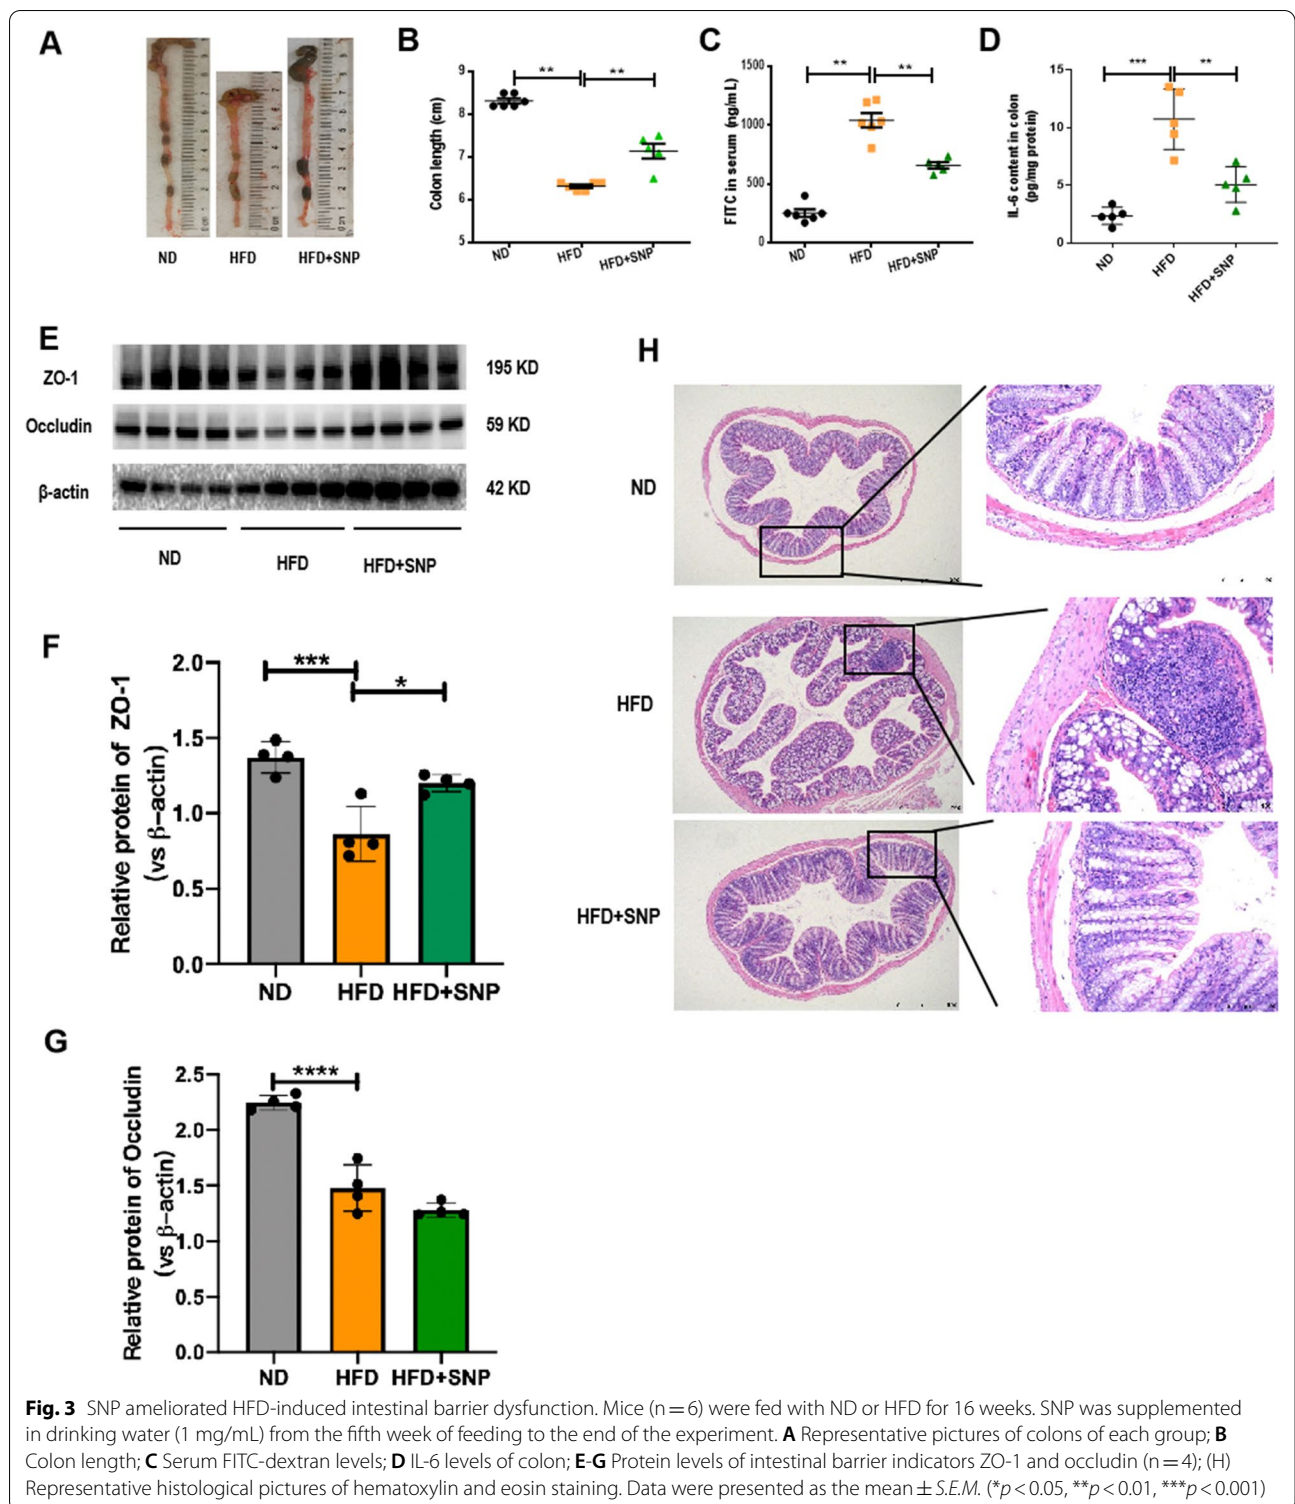 A
ND
HFD
HFD+SNP
B
Colon length (cm)
9
8
7
6
5
**
**
ND
HFD
HFD+SNP
C
FITC in serum (ng/mL)
1500
1000
500
0
**
**
ND
HFD
HFD+SNP
D
IL-6 content in colon
(pg/mg protein)
15
10
5
0
***
**
ND
HFD
HFD+SNP
E
ZO-1
195 KD
Occludin
59 KD
β-actin
42 KD
ND
HFD
HFD+SNP
F
Relative protein of ZO-1
(vs β-actin)
2.0
1.5
1.0
0.5
0.0
***
*
ND
HFD
HFD+SNP
G
Relative protein of Occludin
(vs β-actin)
2.5
2.0
1.5
1.0
0.5
0.0
****
ND
HFD
HFD+SNP
H
ND
HFD
HFD+SNP
Fig. 3 SNP ameliorated HFD-induced intestinal barrier dysfunction. Mice (n = 6) were fed with ND or HFD for 16 weeks. SNP was supplemented
in drinking water (1 mg/mL) from the fifth week of feeding to the end of the experiment. A Representative pictures of colons of each group; B
Colon length; C Serum FITC-dextran levels; D IL-6 levels of colon; E-G Protein levels of intestinal barrier indicators ZO-1 and occludin (n = 4); (H)
Representative histological pictures of hematoxylin and eosin staining. Data were presented as the mean ± S.E.M. (*p < 0.05, **p < 0.01, ***p < 0.001)